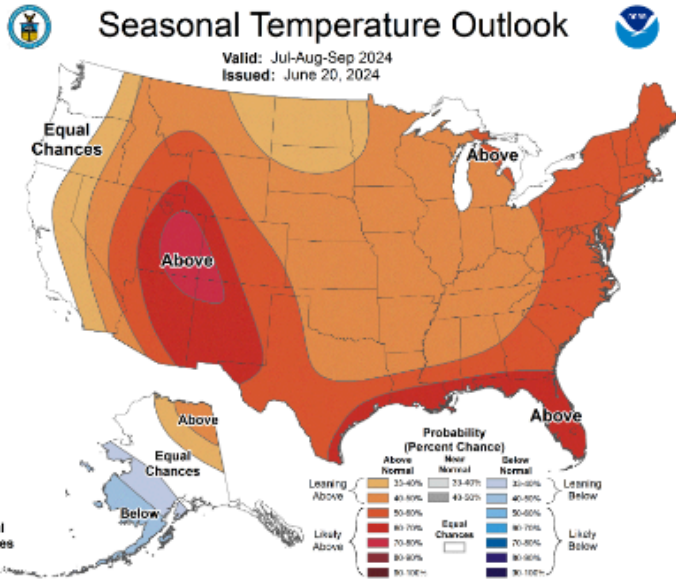 Seasonal Temperature Outlook
Valid: Jul-Aug-Sep 2024
Issued: June 20, 2024
Equal
Chances
Above
Above
Above
Above
Equal
Chances
Below
Probability
(Percent Chance)
Above
Normal
Near
Normal
Below
Normal
Leaning
Above
33-40%
40-50%
Likely
Above
50-60%
60-70%
70-80%
80-90%
90-100%
33-40%
40-50%
Equal
Chances
33-40%
40-50%
50-60%
60-70%
70-80%
80-90%
90-100%
Leaning
Below
Likely
Below